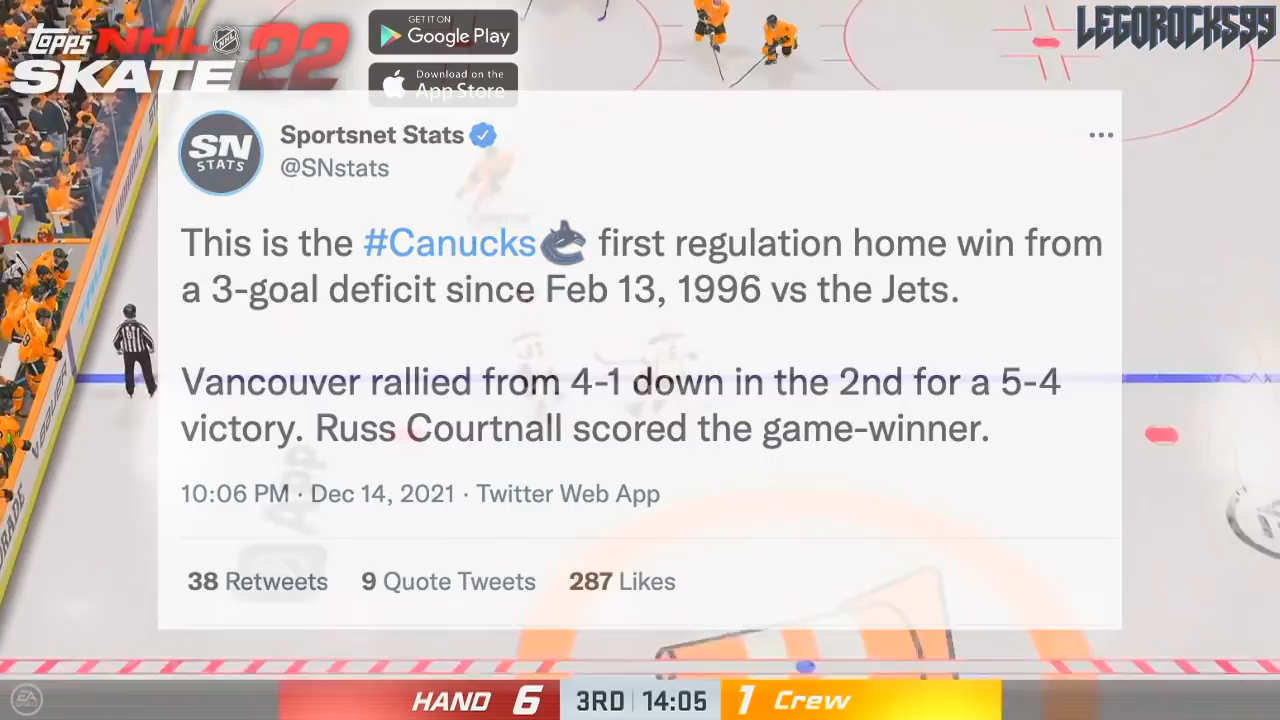 TOPPS NHL 22
SKATE
GET IT ON
Google Play
Download on the
App Store
LEGOROCKS99
SN
STATS
Sportsnet Stats
@SNstats
This is the #Canucks first regulation home win from
a 3-goal deficit since Feb 13, 1996 vs the Jets.
Vancouver rallied from 4-1 down in the 2nd for a 5-4
victory. Russ Courtnall scored the game-winner.
10:06 PM · Dec 14, 2021 · Twitter Web App
38 Retweets 9 Quote Tweets 287 Likes
App
EA
HAND 6 3RD 14:05 1 Crew